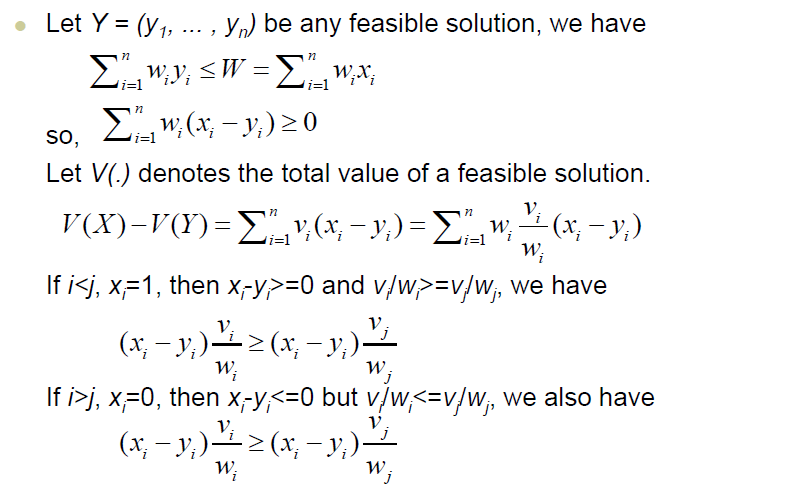 • Let Y = (y₁, ... , yₙ) be any feasible solution, we have
∑ⁿᵢ₌₁ wᵢyᵢ ≤ W = ∑ⁿᵢ₌₁ wᵢxᵢ
so, ∑ⁿᵢ₌₁ wᵢ(xᵢ − yᵢ) ≥ 0
Let V(.) denotes the total value of a feasible solution.
V(X) − V(Y) = ∑ⁿᵢ₌₁ vᵢ(xᵢ − yᵢ) = ∑ⁿᵢ₌₁ wᵢ vᵢ/wᵢ (xᵢ − yᵢ)
If i<j, xᵢ=1, then xᵢ-yᵢ>=0 and vᵢ/wᵢ>=vⱼ/wⱼ, we have
(xᵢ − yᵢ) vᵢ/wᵢ ≥ (xᵢ − yᵢ) vⱼ/wⱼ
If i>j, xᵢ=0, then xᵢ-yᵢ<=0 but vᵢ/wᵢ<=vⱼ/wⱼ, we also have
(xᵢ − yᵢ) vᵢ/wᵢ ≥ (xᵢ − yᵢ) vⱼ/wⱼ